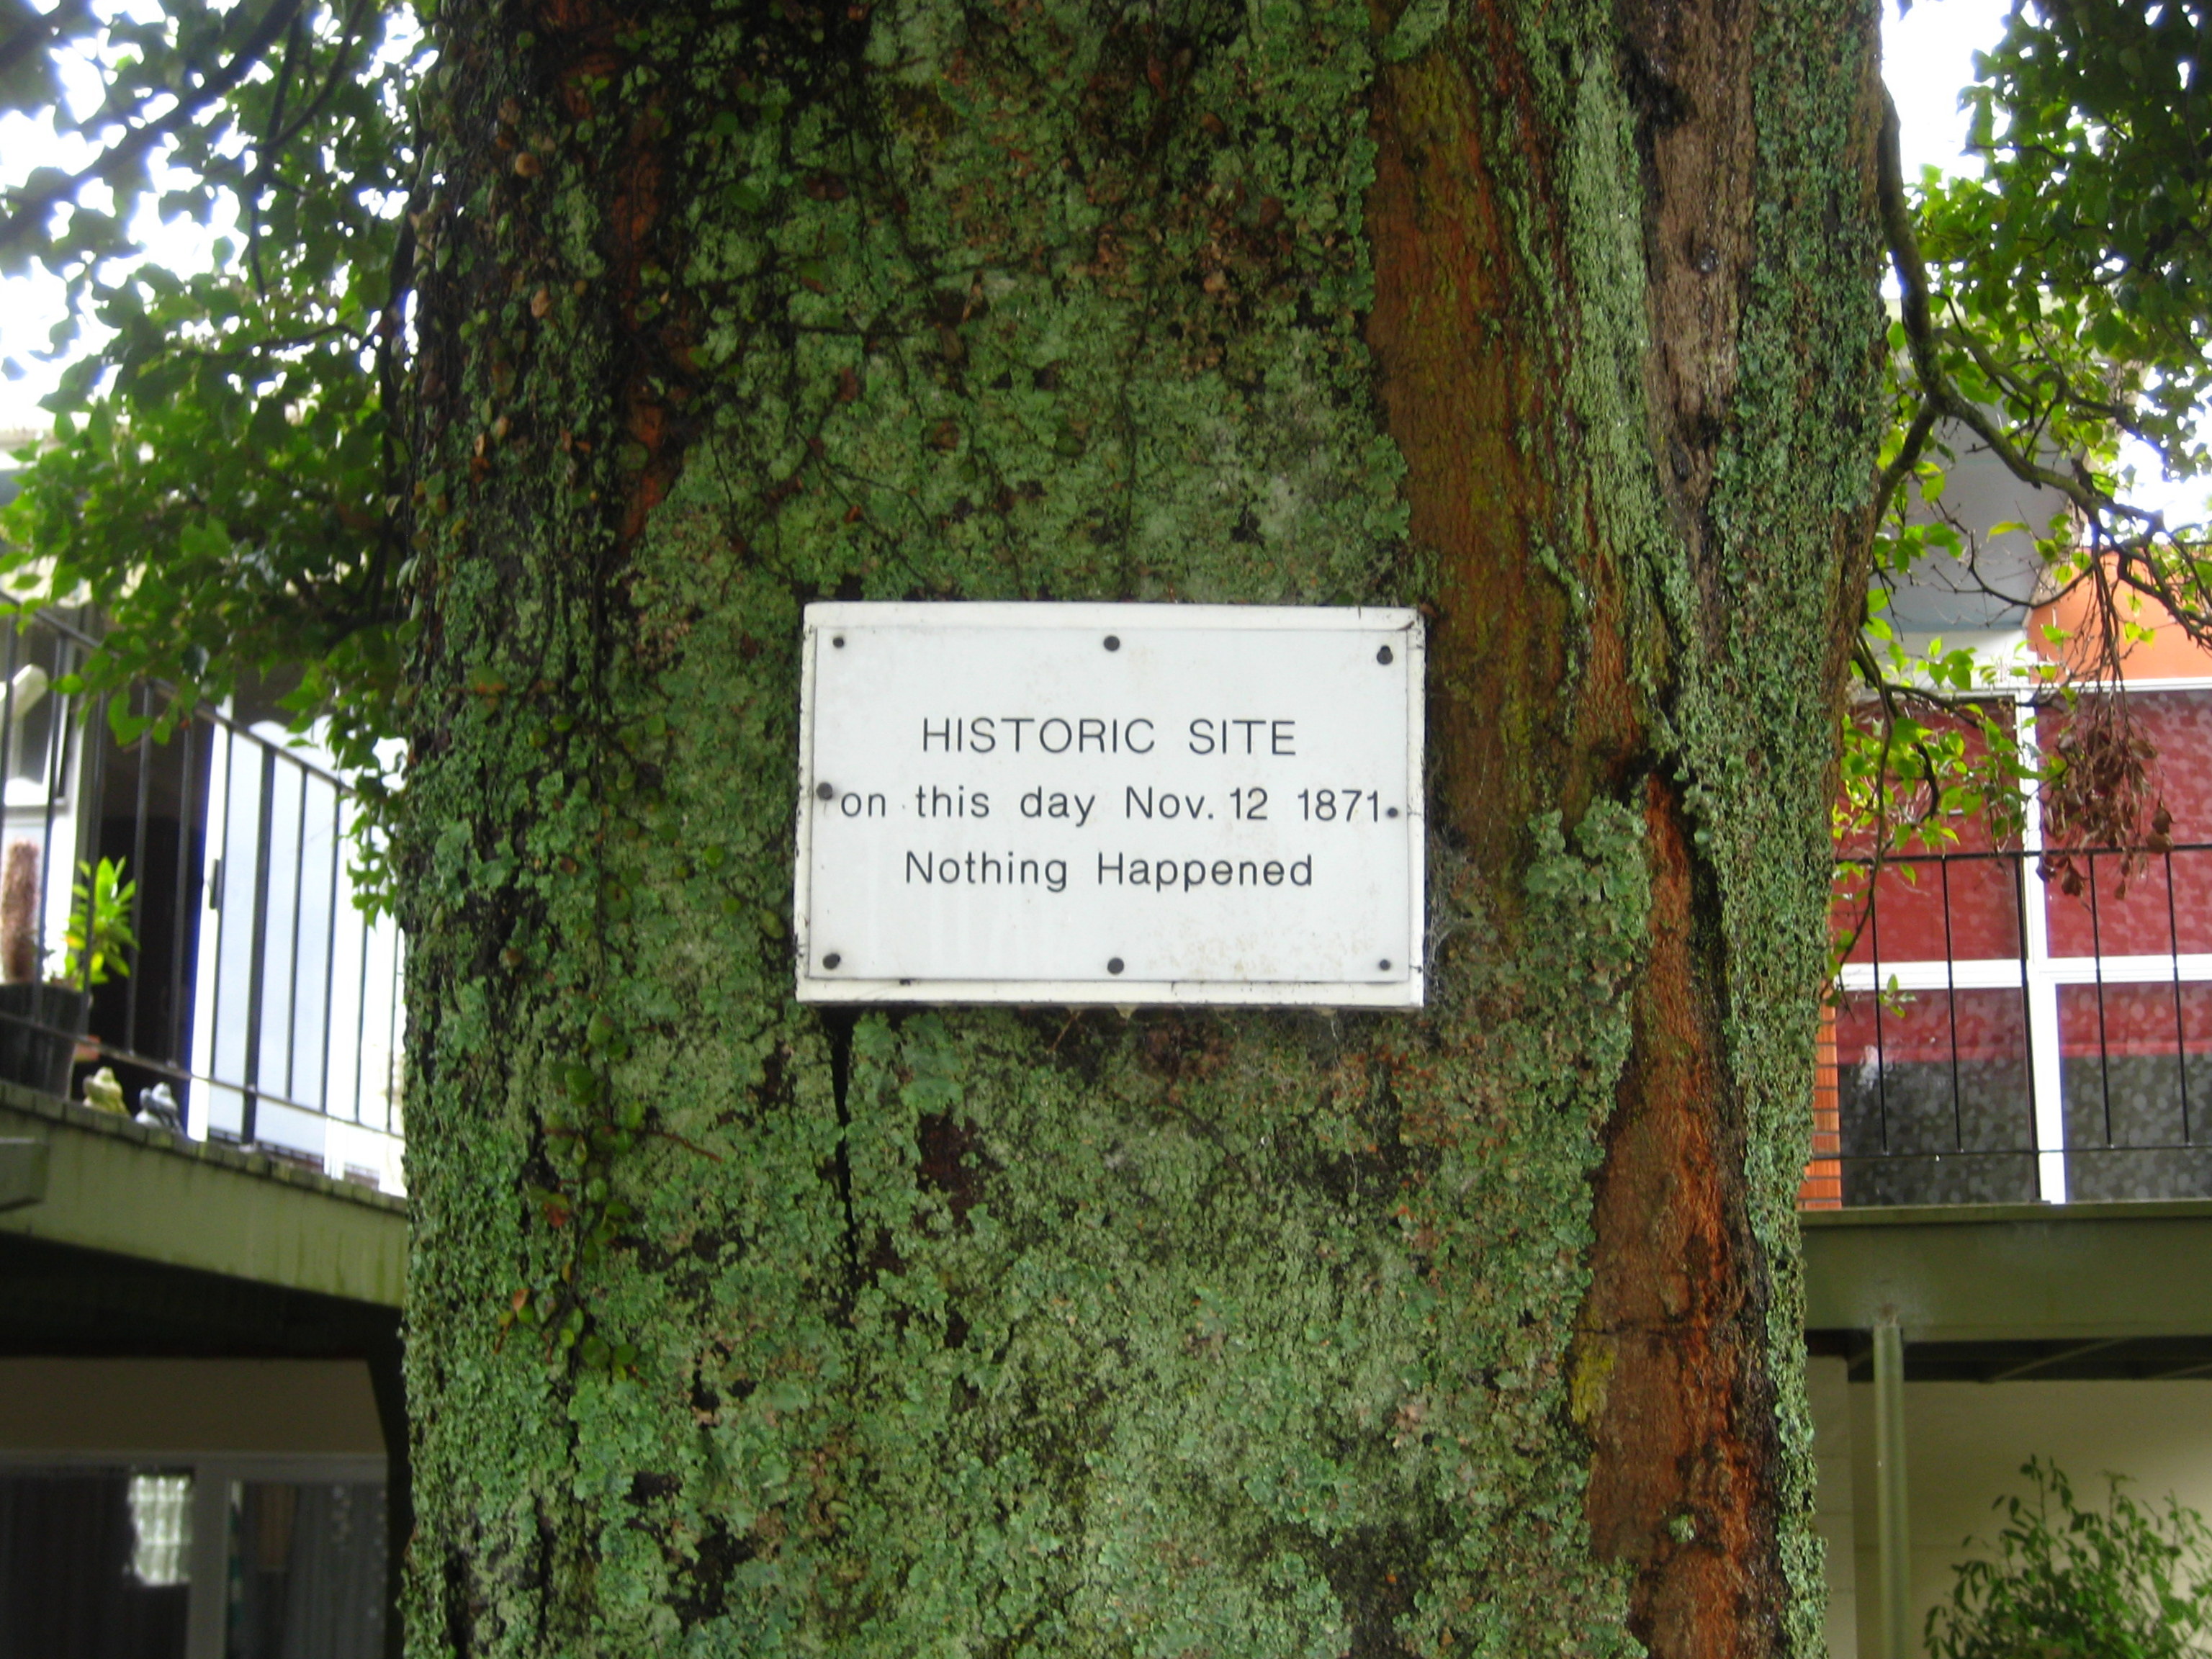 HISTORIC SITE
on this day Nov. 12 1871
Nothing Happened